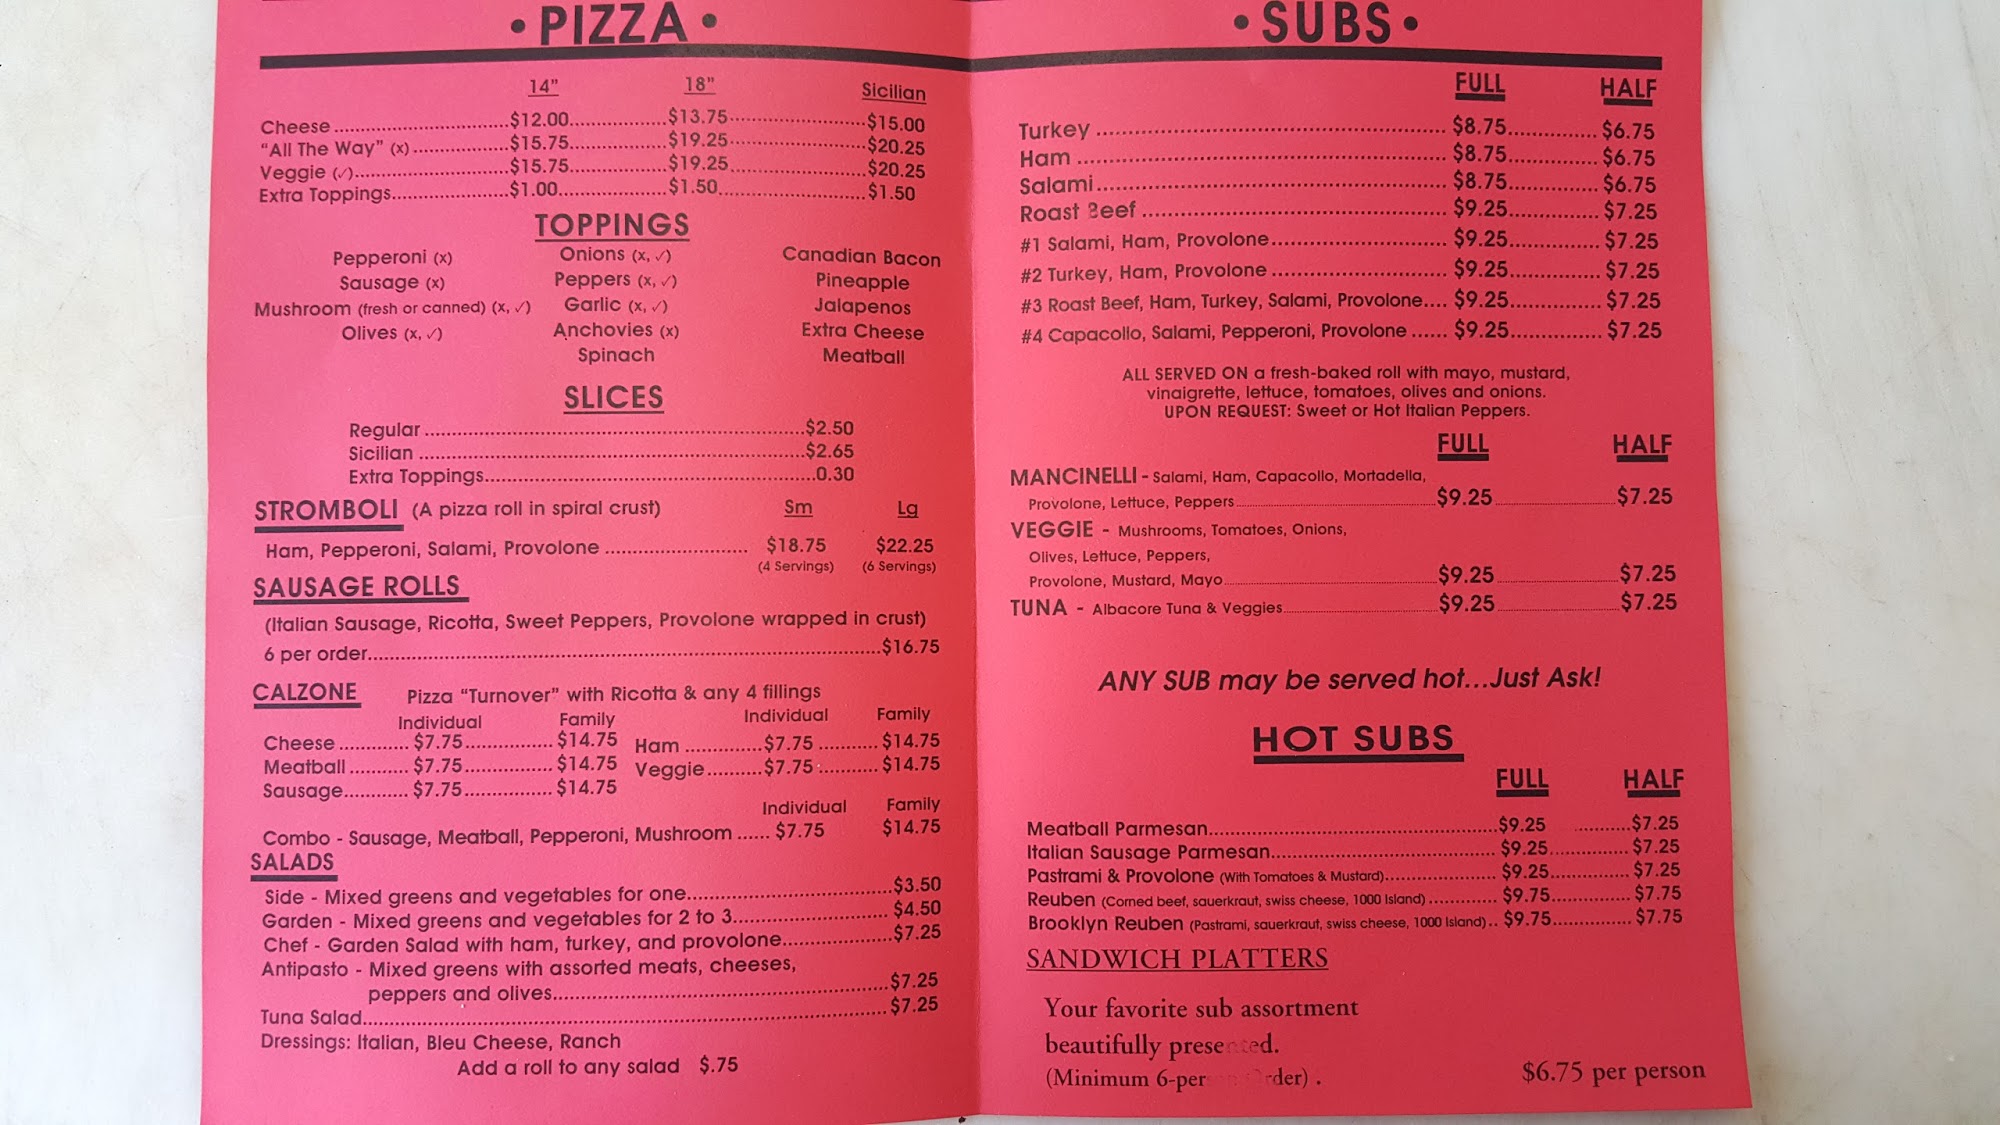 • PIZZA •
14" 18" Sicilian
Cheese $12.00 $13.75 $15.00
"All The Way" (x) $15.75 $19.25 $20.25
Veggie (✓) $15.75 $19.25 $20.25
Extra Toppings $1.00 $1.50 $1.50
TOPPINGS
Pepperoni (x) Onions (x, ✓) Canadian Bacon
Sausage (x) Peppers (x, ✓) Pineapple
Mushroom (fresh or canned) (x, ✓) Garlic (x, ✓) Jalapenos
Olives (x, ✓) Anchovies (x) Extra Cheese
Spinach Meatball
SLICES
Regular $2.50
Sicilian $2.65
Extra Toppings 0.30
STROMBOLI (A pizza roll in spiral crust) Sm Lg
Ham, Pepperoni, Salami, Provolone $18.75 $22.25
(4 Servings) (6 Servings)
SAUSAGE ROLLS
(Italian Sausage, Ricotta, Sweet Peppers, Provolone wrapped in crust)
6 per order $16.75
CALZONE Pizza "Turnover" with Ricotta & any 4 fillings
Individual Family Individual Family
Cheese $7.75 $14.75 Ham $7.75 $14.75
Meatball $7.75 $14.75 Veggie $7.75 $14.75
Sausage $7.75 $14.75
Individual Family
Combo - Sausage, Meatball, Pepperoni, Mushroom $7.75 $14.75
SALADS
Side - Mixed greens and vegetables for one $3.50
Garden - Mixed greens and vegetables for 2 to 3 $4.50
Chef - Garden Salad with ham, turkey, and provolone $7.25
Antipasto - Mixed greens with assorted meats, cheeses,
peppers and olives $7.25
Tuna Salad $7.25
Dressings: Italian, Bleu Cheese, Ranch
Add a roll to any salad $.75
• SUBS •
FULL HALF
Turkey $8.75 $6.75
Ham $8.75 $6.75
Salami $8.75 $6.75
Roast Beef $9.25 $7.25
#1 Salami, Ham, Provolone $9.25 $7.25
#2 Turkey, Ham, Provolone $9.25 $7.25
#3 Roast Beef, Ham, Turkey, Salami, Provolone $9.25 $7.25
#4 Capacollo, Salami, Pepperoni, Provolone $9.25 $7.25
ALL SERVED ON a fresh-baked roll with mayo, mustard,
vinaigrette, lettuce, tomatoes, olives and onions.
UPON REQUEST: Sweet or Hot Italian Peppers.
FULL HALF
MANCINELLI - Salami, Ham, Capacollo, Mortadella,
Provolone, Lettuce, Peppers $9.25 $7.25
VEGGIE - Mushrooms, Tomatoes, Onions,
Olives, Lettuce, Peppers,
Provolone, Mustard, Mayo $9.25 $7.25
TUNA - Albacore Tuna & Veggies $9.25 $7.25
ANY SUB may be served hot...Just Ask!
HOT SUBS
FULL HALF
Meatball Parmesan $9.25 $7.25
Italian Sausage Parmesan $9.25 $7.25
Pastrami & Provolone (With Tomatoes & Mustard) $9.25 $7.25
Reuben (Corned beef, sauerkraut, swiss cheese, 1000 Island) $9.75 $7.75
Brooklyn Reuben (Pastrami, sauerkraut, swiss cheese, 1000 Island) $9.75 $7.75
SANDWICH PLATTERS
Your favorite sub assortment
beautifully presented.
(Minimum 6-person Order).
$6.75 per person